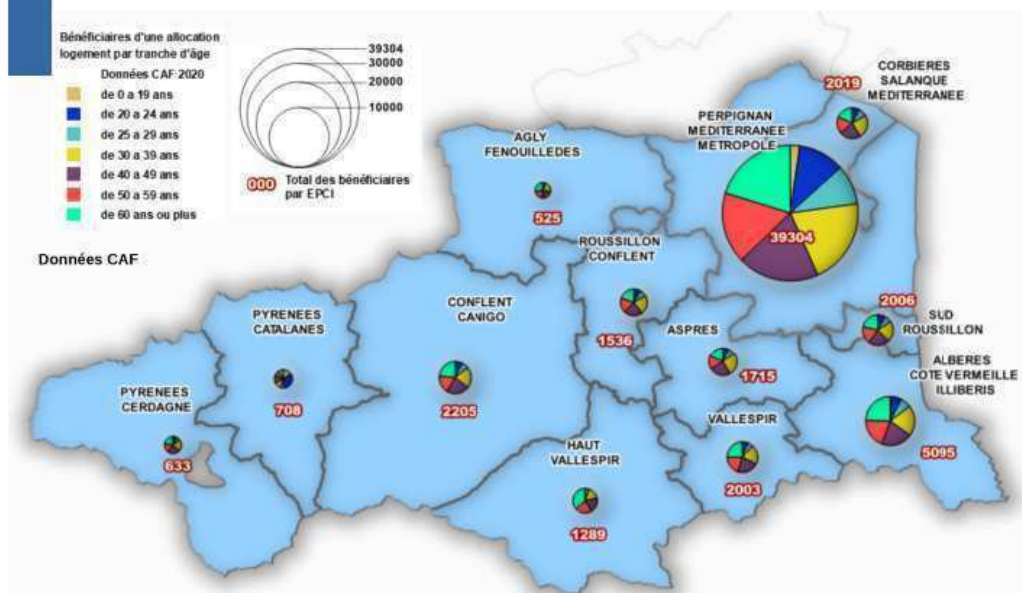 Bénéficiaires d'une allocation
logement par tranche d'âge
Données CAF 2020
de 0 a 19 ans
de 20 a 24 ans
de 25 a 29 ans
de 30 a 39 ans
de 40 a 49 ans
de 50 a 59 ans
de 60 ans ou plus
39304
30000
20000
10000
000 Total des bénéficiaires
par EPCI
Données CAF
2019
CORBIERES
SALANQUE
MEDITERRANEE
PERPIGNAN
MEDITERRANEE
METROPOLE
39304
AGLY
FENOUILLEDES
525
ROUSSILLON
CONFLENT
1536
2006
SUD
ROUSSILLON
PYRENEES
CATALANES
708
CONFLENT
CANIGO
2205
ASPRES
1715
ALBERES
COTE VERMEILLE
ILLIBERIS
5095
PYRENEES
CERDAGNE
633
HAUT
VALLESPIR
1289
VALLESPIR
2003